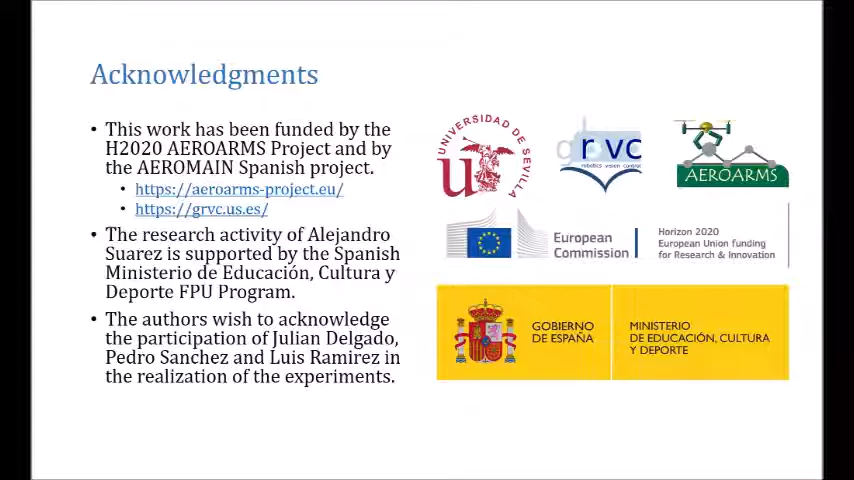 Acknowledgments
• This work has been funded by the
H2020 AEROARMS Project and by
the AEROMAIN Spanish project.
• https://aeroarms-project.eu/
• https://grvc.us.es/
• The research activity of Alejandro
Suarez is supported by the Spanish
Ministerio de Educación, Cultura y
Deporte FPU Program.
• The authors wish to acknowledge
the participation of Julian Delgado,
Pedro Sanchez and Luis Ramirez in
the realization of the experiments.
UNIVERSIDAD DE SEVILLA
grvc
robotics vision control
AEROARMS
European
Commission
Horizon 2020
European Union funding
for Research & Innovation
GOBIERNO
DE ESPAÑA
MINISTERIO
DE EDUCACIÓN, CULTURA
Y DEPORTE